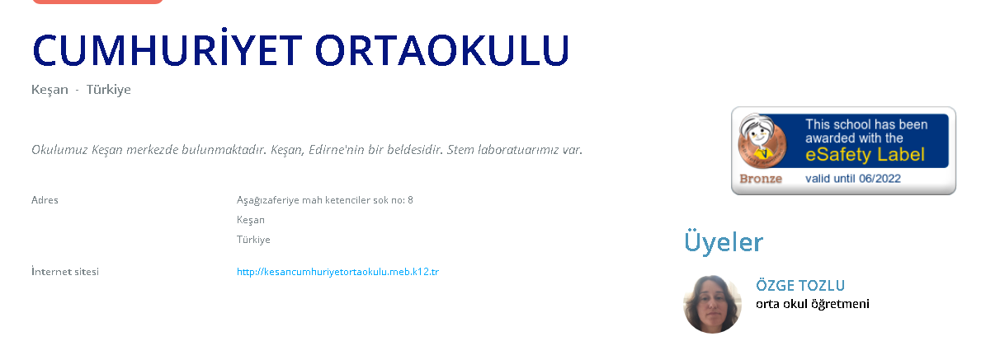 CUMHURİYET ORTAOKULU
Keşan - Türkiye
Okulumuz Keşan merkezde bulunmaktadır. Keşan, Edirne'nin bir beldesidir. Stem laboratuarımız var.
Adres
Aşağızaferiye mah ketenciler sok no: 8
Keşan
Türkiye
İnternet sitesi
http://kesancumhuriyetortaokulu.meb.k12.tr
This school has been
awarded with the
eSafety Label
Bronze
valid until 06/2022
Üyeler
ÖZGE TOZLU
orta okul öğretmeni